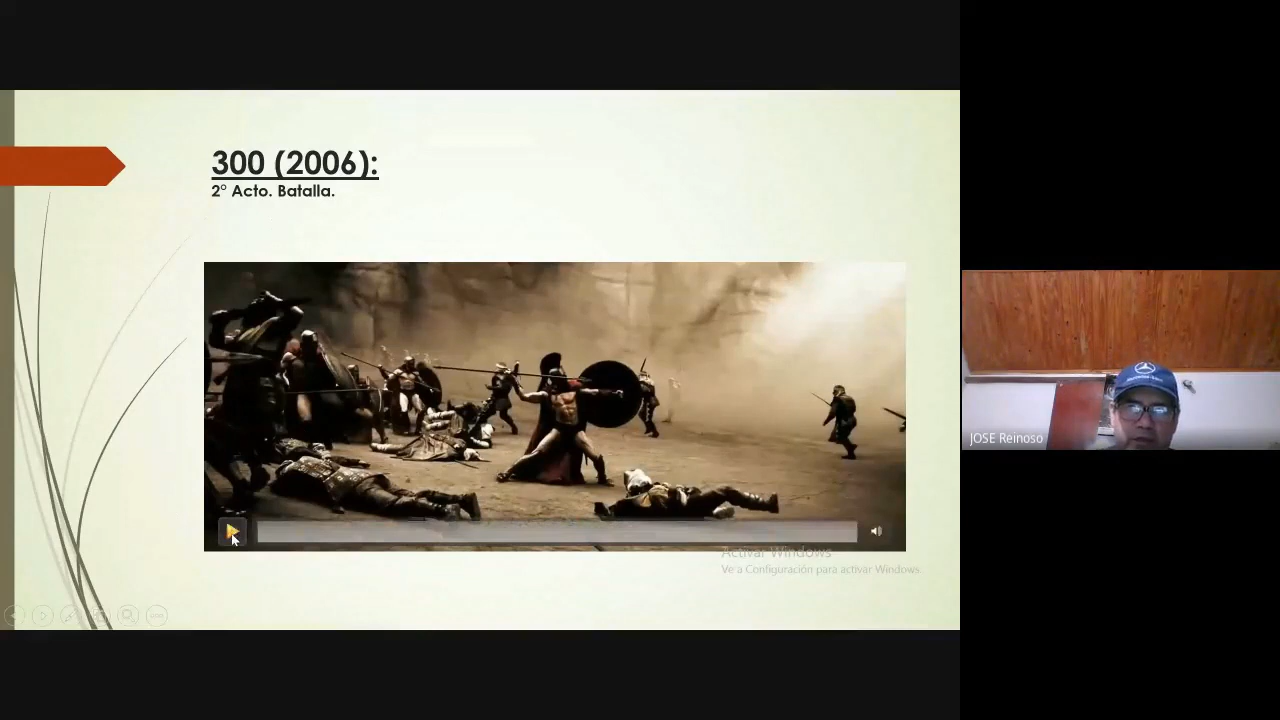 300 (2006):
2° Acto. Batalla.
Activar Windows
Ve a Configuración para activar Windows.
JOSE Reinoso